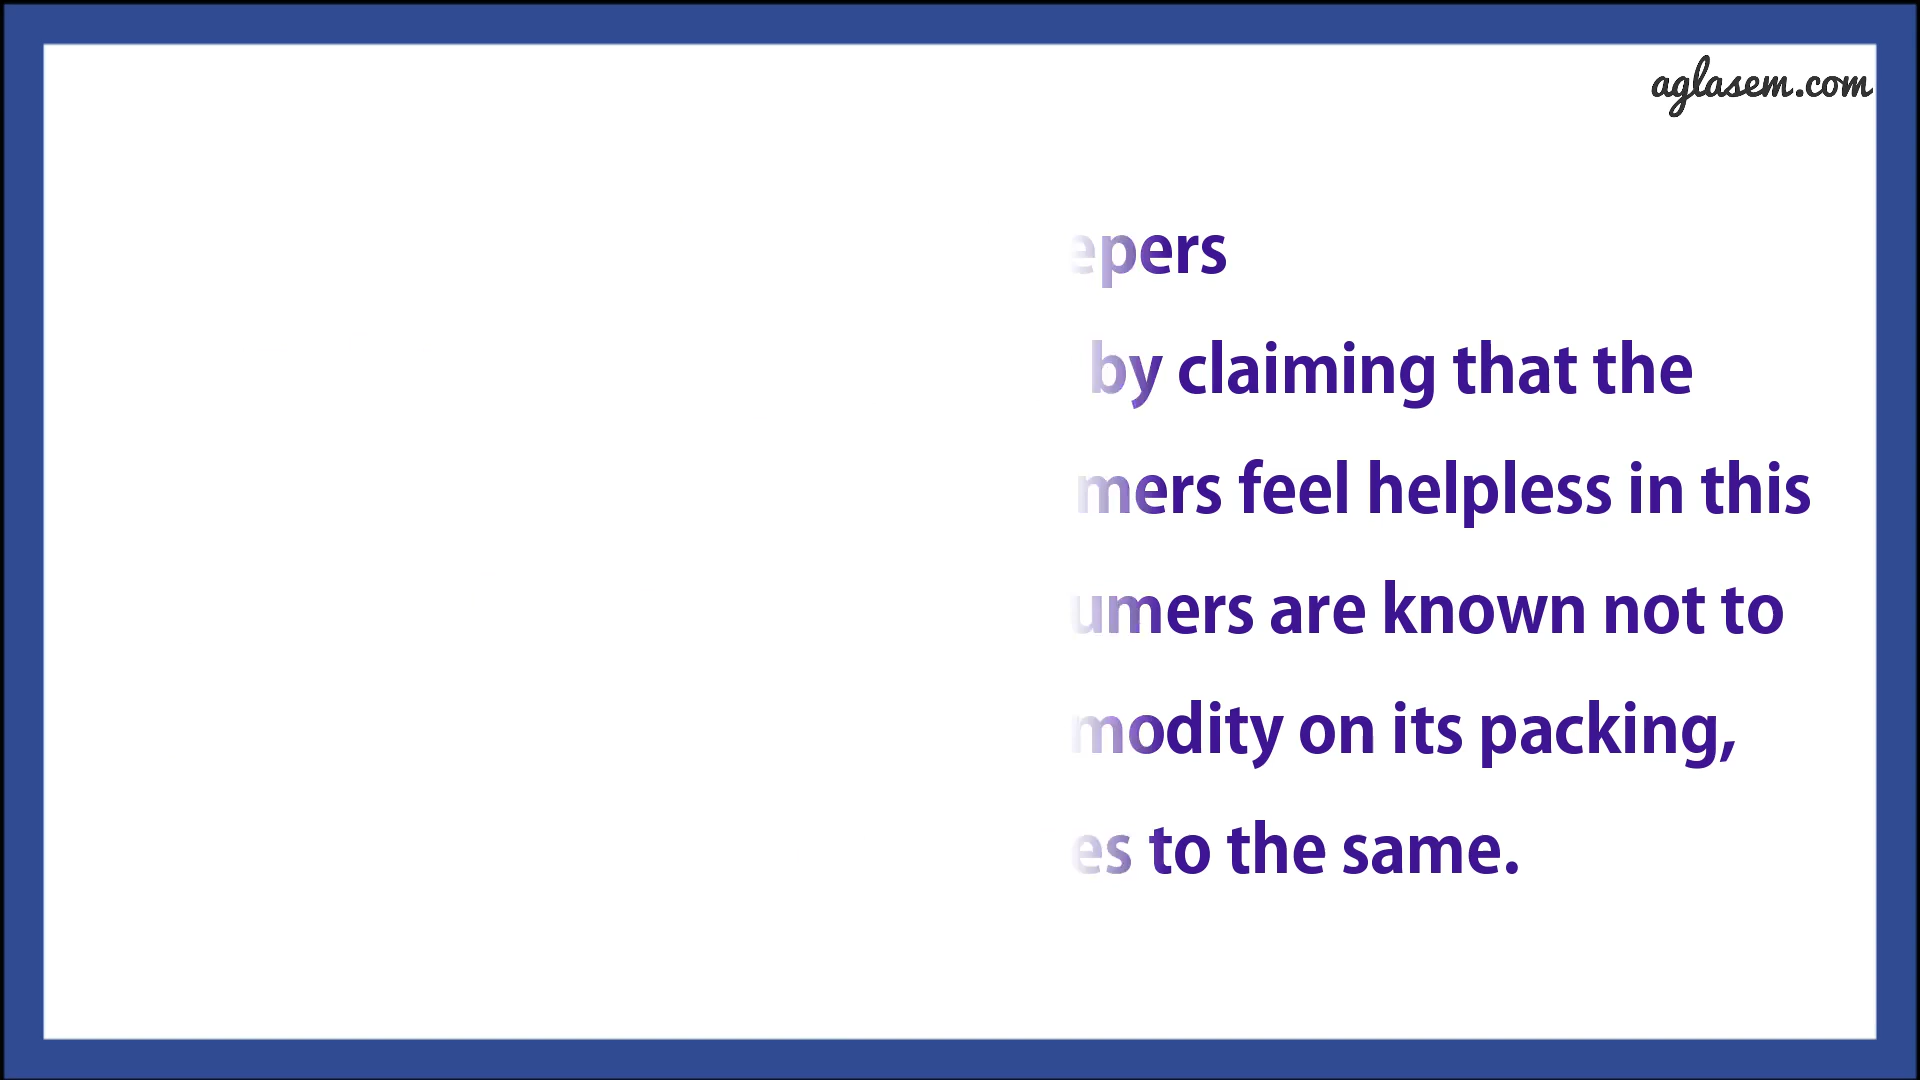 aglasem.com
epers
by claiming that the
mers feel helpless in this
umers are known not to
modity on its packing,
es to the same.